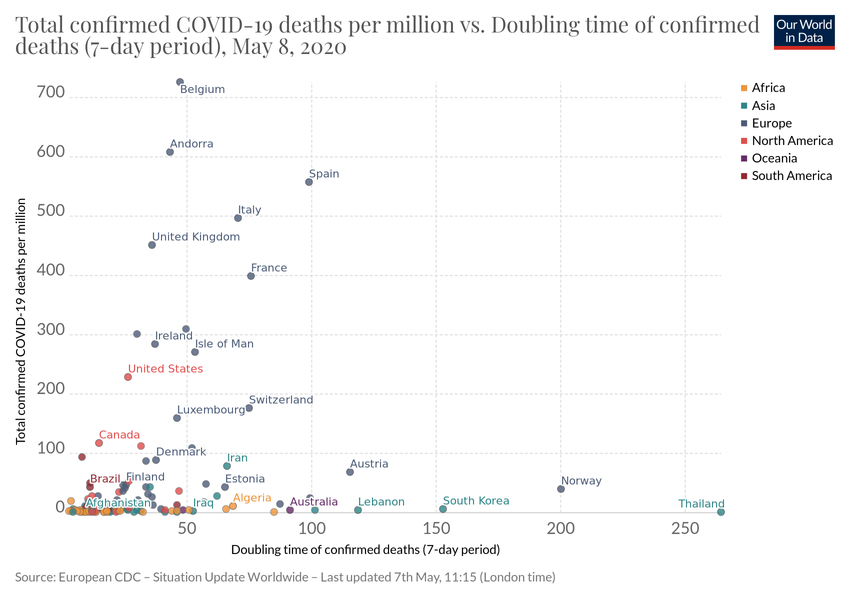 Total confirmed COVID-19 deaths per million vs. Doubling time of confirmed
deaths (7-day period), May 8, 2020
Our World
in Data
Africa
Asia
Europe
North America
Oceania
South America
Total confirmed COVID-19 deaths per million
700
600
500
400
300
200
100
0
Belgium
Andorra
Spain
Italy
United Kingdom
France
Ireland
Isle of Man
United States
Switzerland
Luxembourg
Canada
Denmark
Iran
Austria
Brazil
Finland
Estonia
Norway
Afghanistan
Iraq
Algeria
Australia
Lebanon
South Korea
Thailand
50
100
150
200
250
Doubling time of confirmed deaths (7-day period)
Source: European CDC – Situation Update Worldwide – Last updated 7th May, 11:15 (London time)